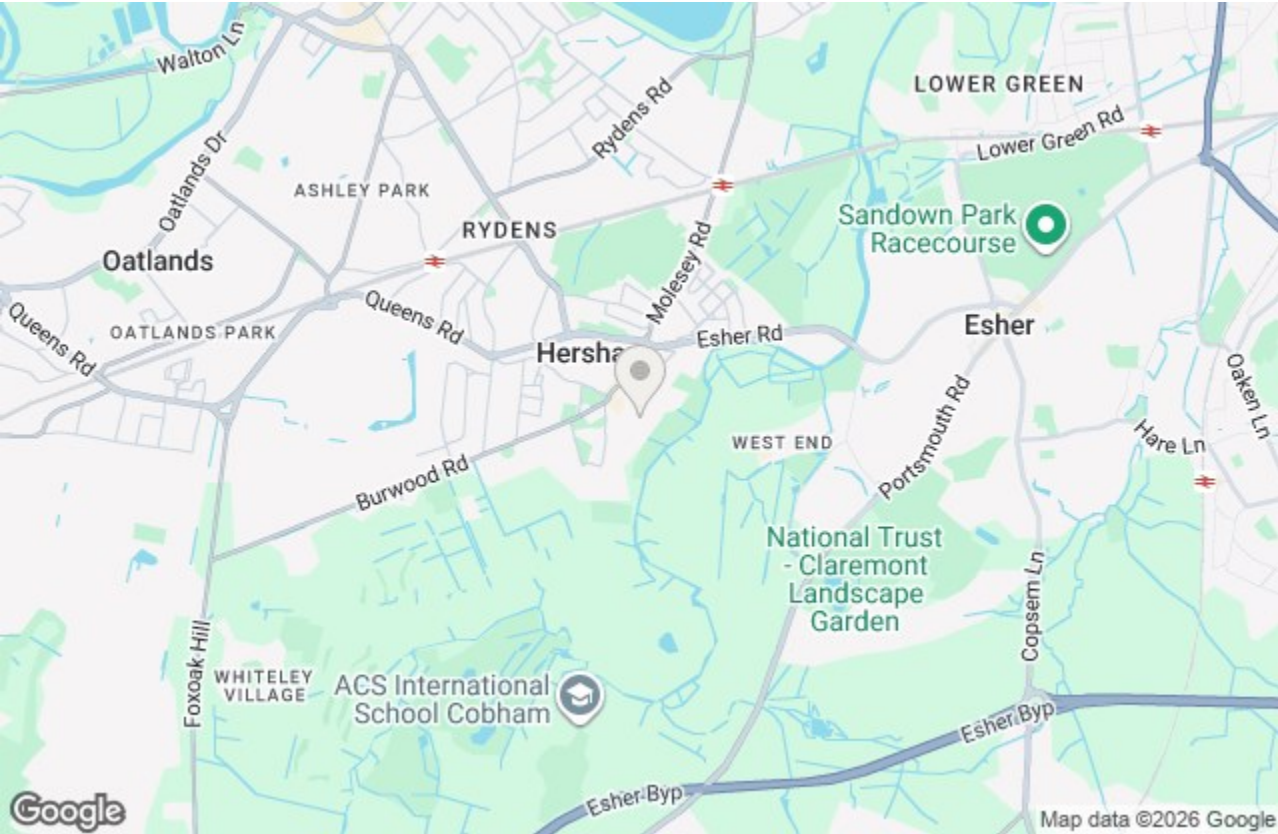 Walton Ln
LOWER GREEN
Rydens Rd
Lower Green Rd
Oatlands Dr
ASHLEY PARK
RYDENS
Sandown Park
Racecourse
Oatlands
Molesey Rd
Queens Rd
Queens Rd
OATLANDS PARK
Esher Rd
Esher
Hersha
Oaken Ln
Portsmouth Rd
WEST END
Hare Ln
Burwood Rd
National Trust
- Claremont
Landscape
Garden
Copsem Ln
Foxoak Hill
WHITELEY
VILLAGE
ACS International
School Cobham
Esher Byp
Esher Byp
Google
Map data ©2026 Google